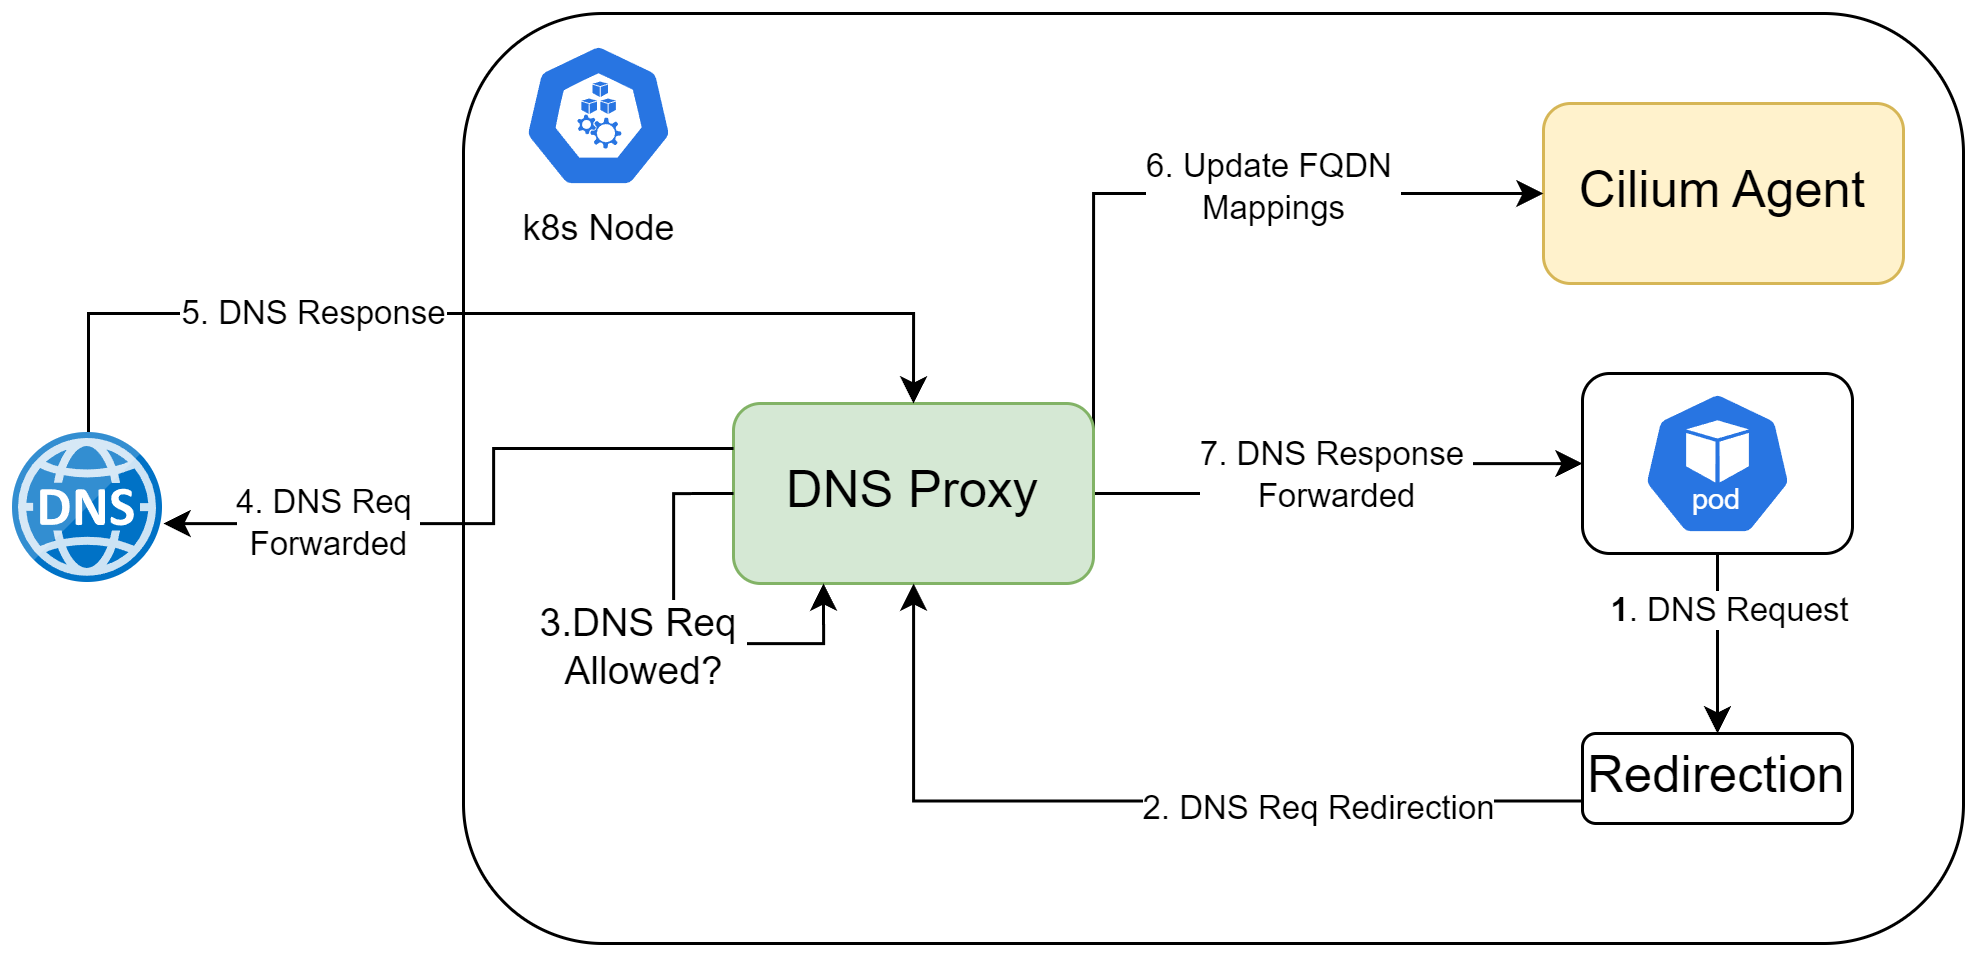 k8s Node
6. Update FQDN
Mappings
Cilium Agent
5. DNS Response
DNS
4. DNS Req
Forwarded
DNS Proxy
7. DNS Response
Forwarded
pod
3.DNS Req
Allowed?
1. DNS Request
Redirection
2. DNS Req Redirection